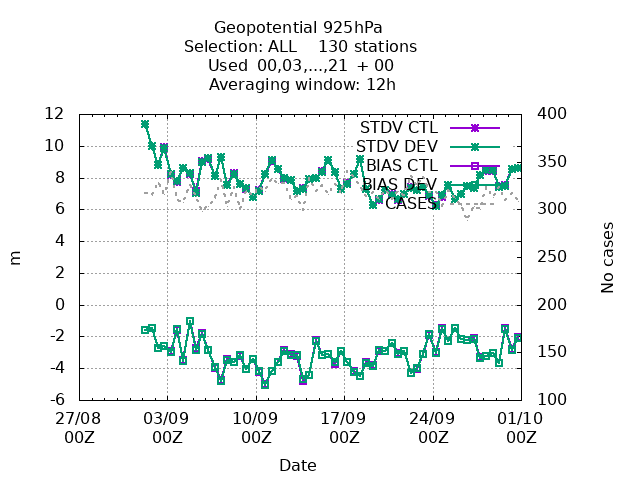 Geopotential 925hPa
Selection: ALL    130 stations
Used  00,03,...,21  + 00
Averaging window: 12h
STDV CTL
STDV DEV
BIAS CTL
BIAS DEV
CASES
12
10
8
6
4
2
0
-2
-4
-6
m
400
350
300
250
200
150
100
No cases
27/08 03/09 10/09 17/09 24/09 01/10
00Z 00Z 00Z 00Z 00Z 00Z
Date